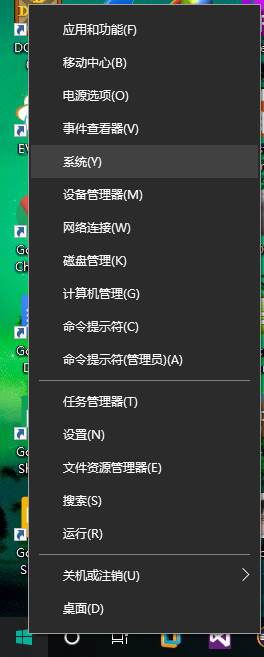 应用和功能(F)
移动中心(B)
电源选项(O)
事件查看器(V)
系统(Y)
设备管理器(M)
网络连接(W)
磁盘管理(K)
计算机管理(G)
命令提示符(C)
命令提示符(管理员)(A)
任务管理器(T)
设置(N)
文件资源管理器(E)
搜索(S)
运行(R)
关机或注销(U)
桌面(D)